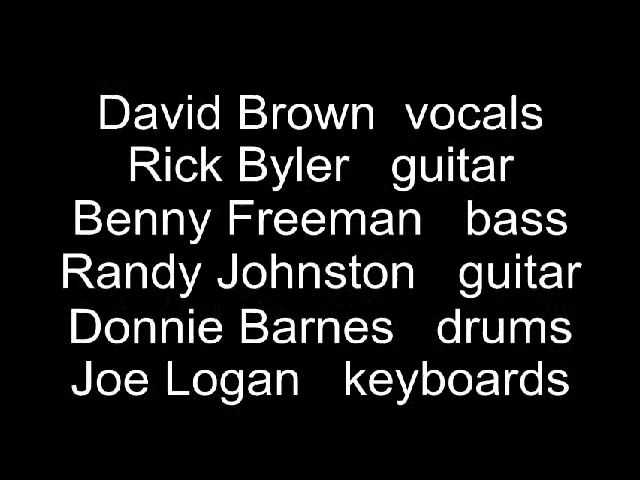 David Brown vocals
Rick Byler guitar
Benny Freeman bass
Randy Johnston guitar
Donnie Barnes drums
Joe Logan keyboards